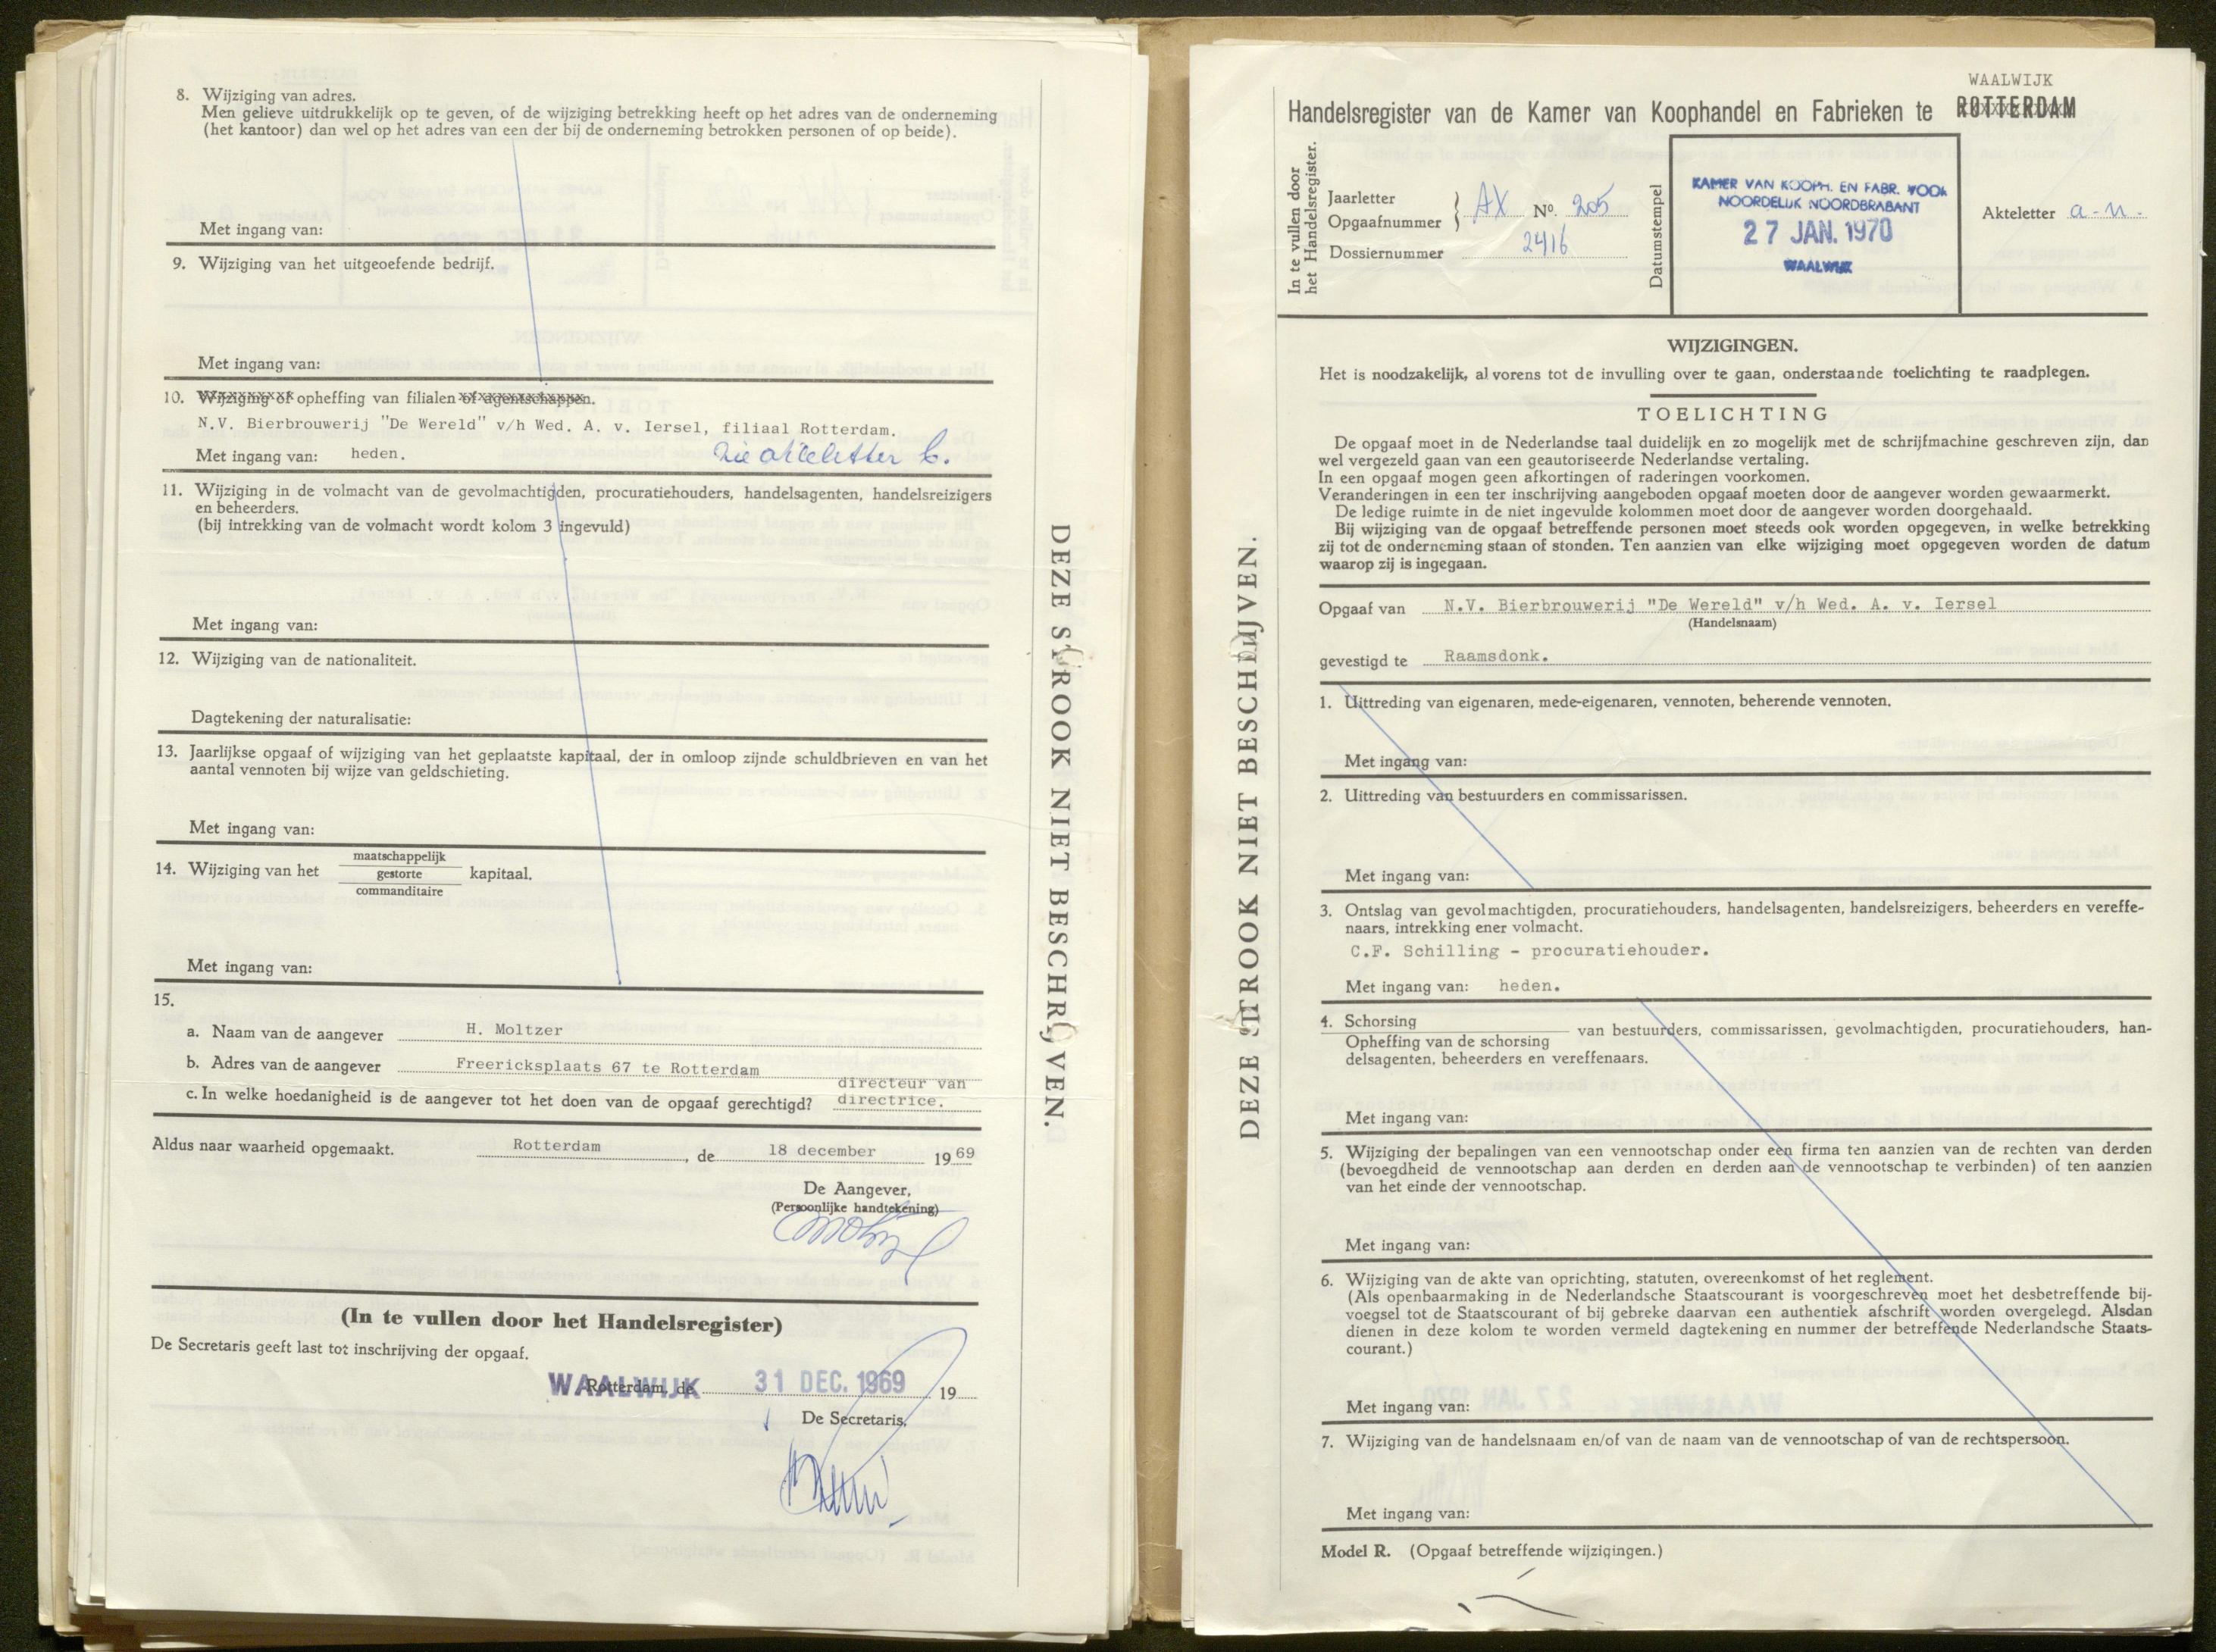 8. Wijziging van adres.
Men gelieve uitdrukkelijk op te geven, of de wijziging betrekking heeft op het adres van de onderneming
(het kantoor) dan wel op het adres van een der bij de onderneming betrokken personen of op beide).
Met ingang van:
9. Wijziging van het uitgeoefende bedrijf.
Met ingang van:
10. Wijziging of opheffing van filialen of agentschappen.
N.V. Bierbrouwerij "De Wereld" v/h Wed. A. v. Iersel, filiaal Rotterdam.
Met ingang van: heden. Zie akteletter C.
11. Wijziging in de volmacht van de gevolmachtigden, procuratiehouders, handelsagenten, handelsreizigers
en beheerders.
(bij intrekking van de volmacht wordt kolom 3 ingevuld)
Met ingang van:
12. Wijziging van de nationaliteit.
Dagtekening der naturalisatie:
13. Jaarlijkse opgaaf of wijziging van het geplaatste kapitaal, der in omloop zijnde schuldbrieven en van het
aantal vennoten bij wijze van geldschieting.
Met ingang van:
maatschappelijk
14. Wijziging van het gestorte kapitaal.
commanditaire
Met ingang van:
15.
a. Naam van de aangever H. Moltzer
b. Adres van de aangever Freericksplaats 67 te Rotterdam
directeur van
c. In welke hoedanigheid is de aangever tot het doen van de opgaaf gerechtigd? directrice.
Aldus naar waarheid opgemaakt. Rotterdam, de 18 december 1969
De Aangever,
(Persoonlijke handtekening)
(In te vullen door het Handelsregister)
De Secretaris geeft last tot inschrijving der opgaaf.
WAALWIJK Rotterdam, de 31 DEC. 1969 19
De Secretaris,
DEZE STROOK NIET BESCHRIJVEN.
DEZE STROOK NIET BESCHRIJVEN.
WAALWIJK
Handelsregister van de Kamer van Koophandel en Fabrieken te ROTTERDAM
In te vullen door
het Handelsregister.
Jaarletter
Opgaafnummer } AX No. 205
Dossiernummer 2416
Datumstempel
KAMER VAN KOOPH. EN FABR. VOOR
NOORDELIJK NOORDBRABANT
27 JAN. 1970
WAALWIJK
Akteletter a-n.
WIJZIGINGEN.
Het is noodzakelijk, alvorens tot de invulling over te gaan, onderstaande toelichting te raadplegen.
TOELICHTING
De opgaaf moet in de Nederlandse taal duidelijk en zo mogelijk met de schrijfmachine geschreven zijn, dan
wel vergezeld gaan van een geautoriseerde Nederlandse vertaling.
In een opgaaf mogen geen afkortingen of raderingen voorkomen.
Veranderingen in een ter inschrijving aangeboden opgaaf moeten door de aangever worden gewaarmerkt.
De ledige ruimte in de niet ingevulde kolommen moet door de aangever worden doorgehaald.
Bij wijziging van de opgaaf betreffende personen moet steeds ook worden opgegeven, in welke betrekking
zij tot de onderneming staan of stonden. Ten aanzien van elke wijziging moet opgegeven worden de datum
waarop zij is ingegaan.
Opgaaf van N.V. Bierbrouwerij "De Wereld" v/h Wed. A. v. Iersel
(Handelsnaam)
gevestigd te Raamsdonk.
1. Uittreding van eigenaren, mede-eigenaren, vennoten, beherende vennoten.
Met ingang van:
2. Uittreding van bestuurders en commissarissen.
Met ingang van:
3. Ontslag van gevolmachtigden, procuratiehouders, handelsagenten, handelsreizigers, beheerders en vereffe-
naars, intrekking ener volmacht.
C.F. Schilling - procuratiehouder.
Met ingang van: heden.
4. Schorsing
Opheffing van de schorsing van bestuurders, commissarissen, gevolmachtigden, procuratiehouders, han-
delsagenten, beheerders en vereffenaars.
Met ingang van:
5. Wijziging der bepalingen van een vennootschap onder een firma ten aanzien van de rechten van derden
(bevoegdheid de vennootschap aan derden en derden aan de vennootschap te verbinden) of ten aanzien
van het einde der vennootschap.
Met ingang van:
6. Wijziging van de akte van oprichting, statuten, overeenkomst of het reglement.
(Als openbaarmaking in de Nederlandsche Staatscourant is voorgeschreven moet het desbetreffende bij-
voegsel tot de Staatscourant of bij gebreke daarvan een authentiek afschrift worden overgelegd. Alsdan
dienen in deze kolom te worden vermeld dagtekening en nummer der betreffende Nederlandsche Staats-
courant.)
Met ingang van:
7. Wijziging van de handelsnaam en/of van de naam van de vennootschap of van de rechtspersoon.
Met ingang van:
Model R. (Opgaaf betreffende wijzigingen.)